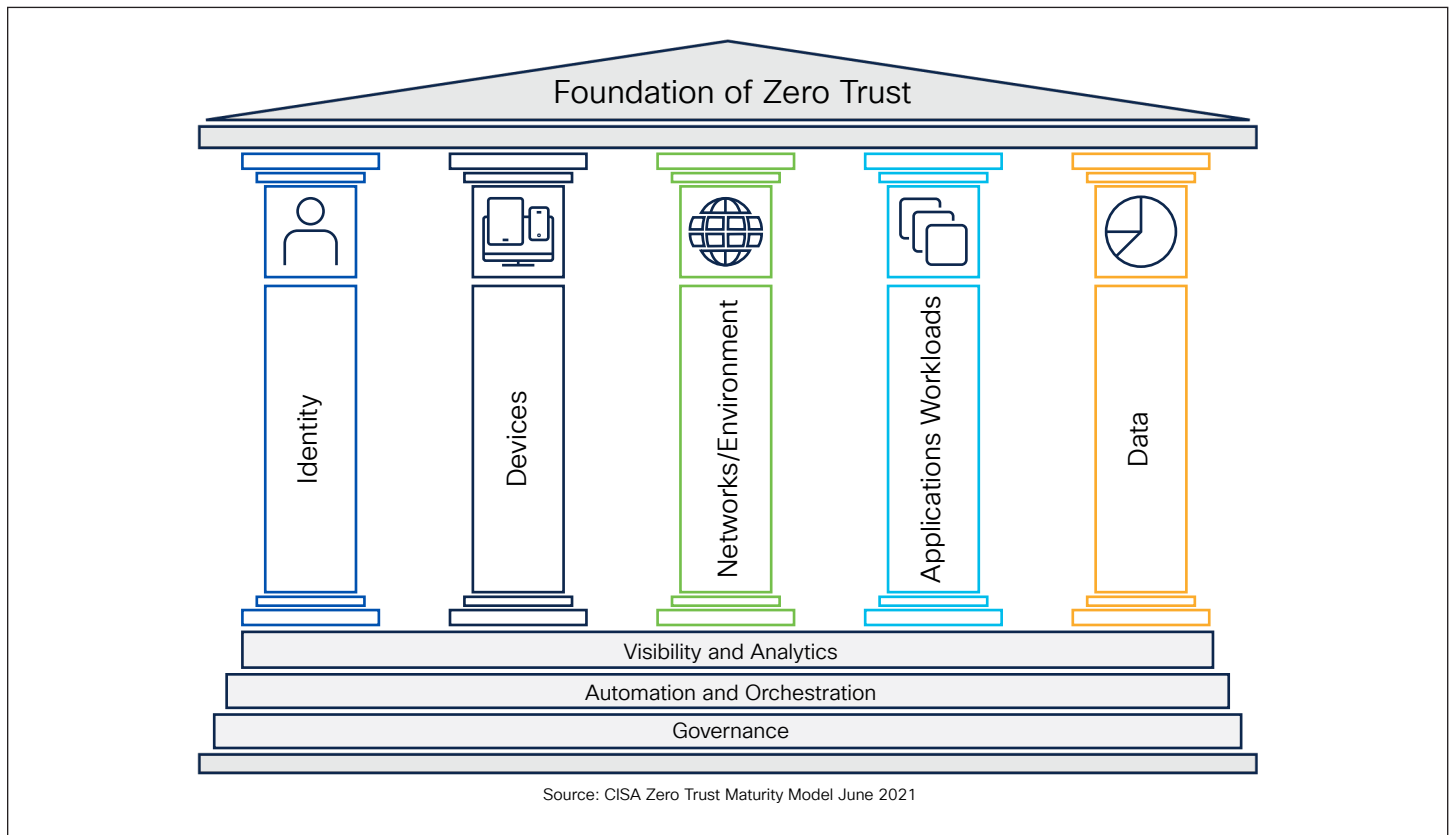 Foundation of Zero Trust
Identity
Devices
Networks/Environment
Applications Workloads
Data
Visibility and Analytics
Automation and Orchestration
Governance
Source: CISA Zero Trust Maturity Model June 2021